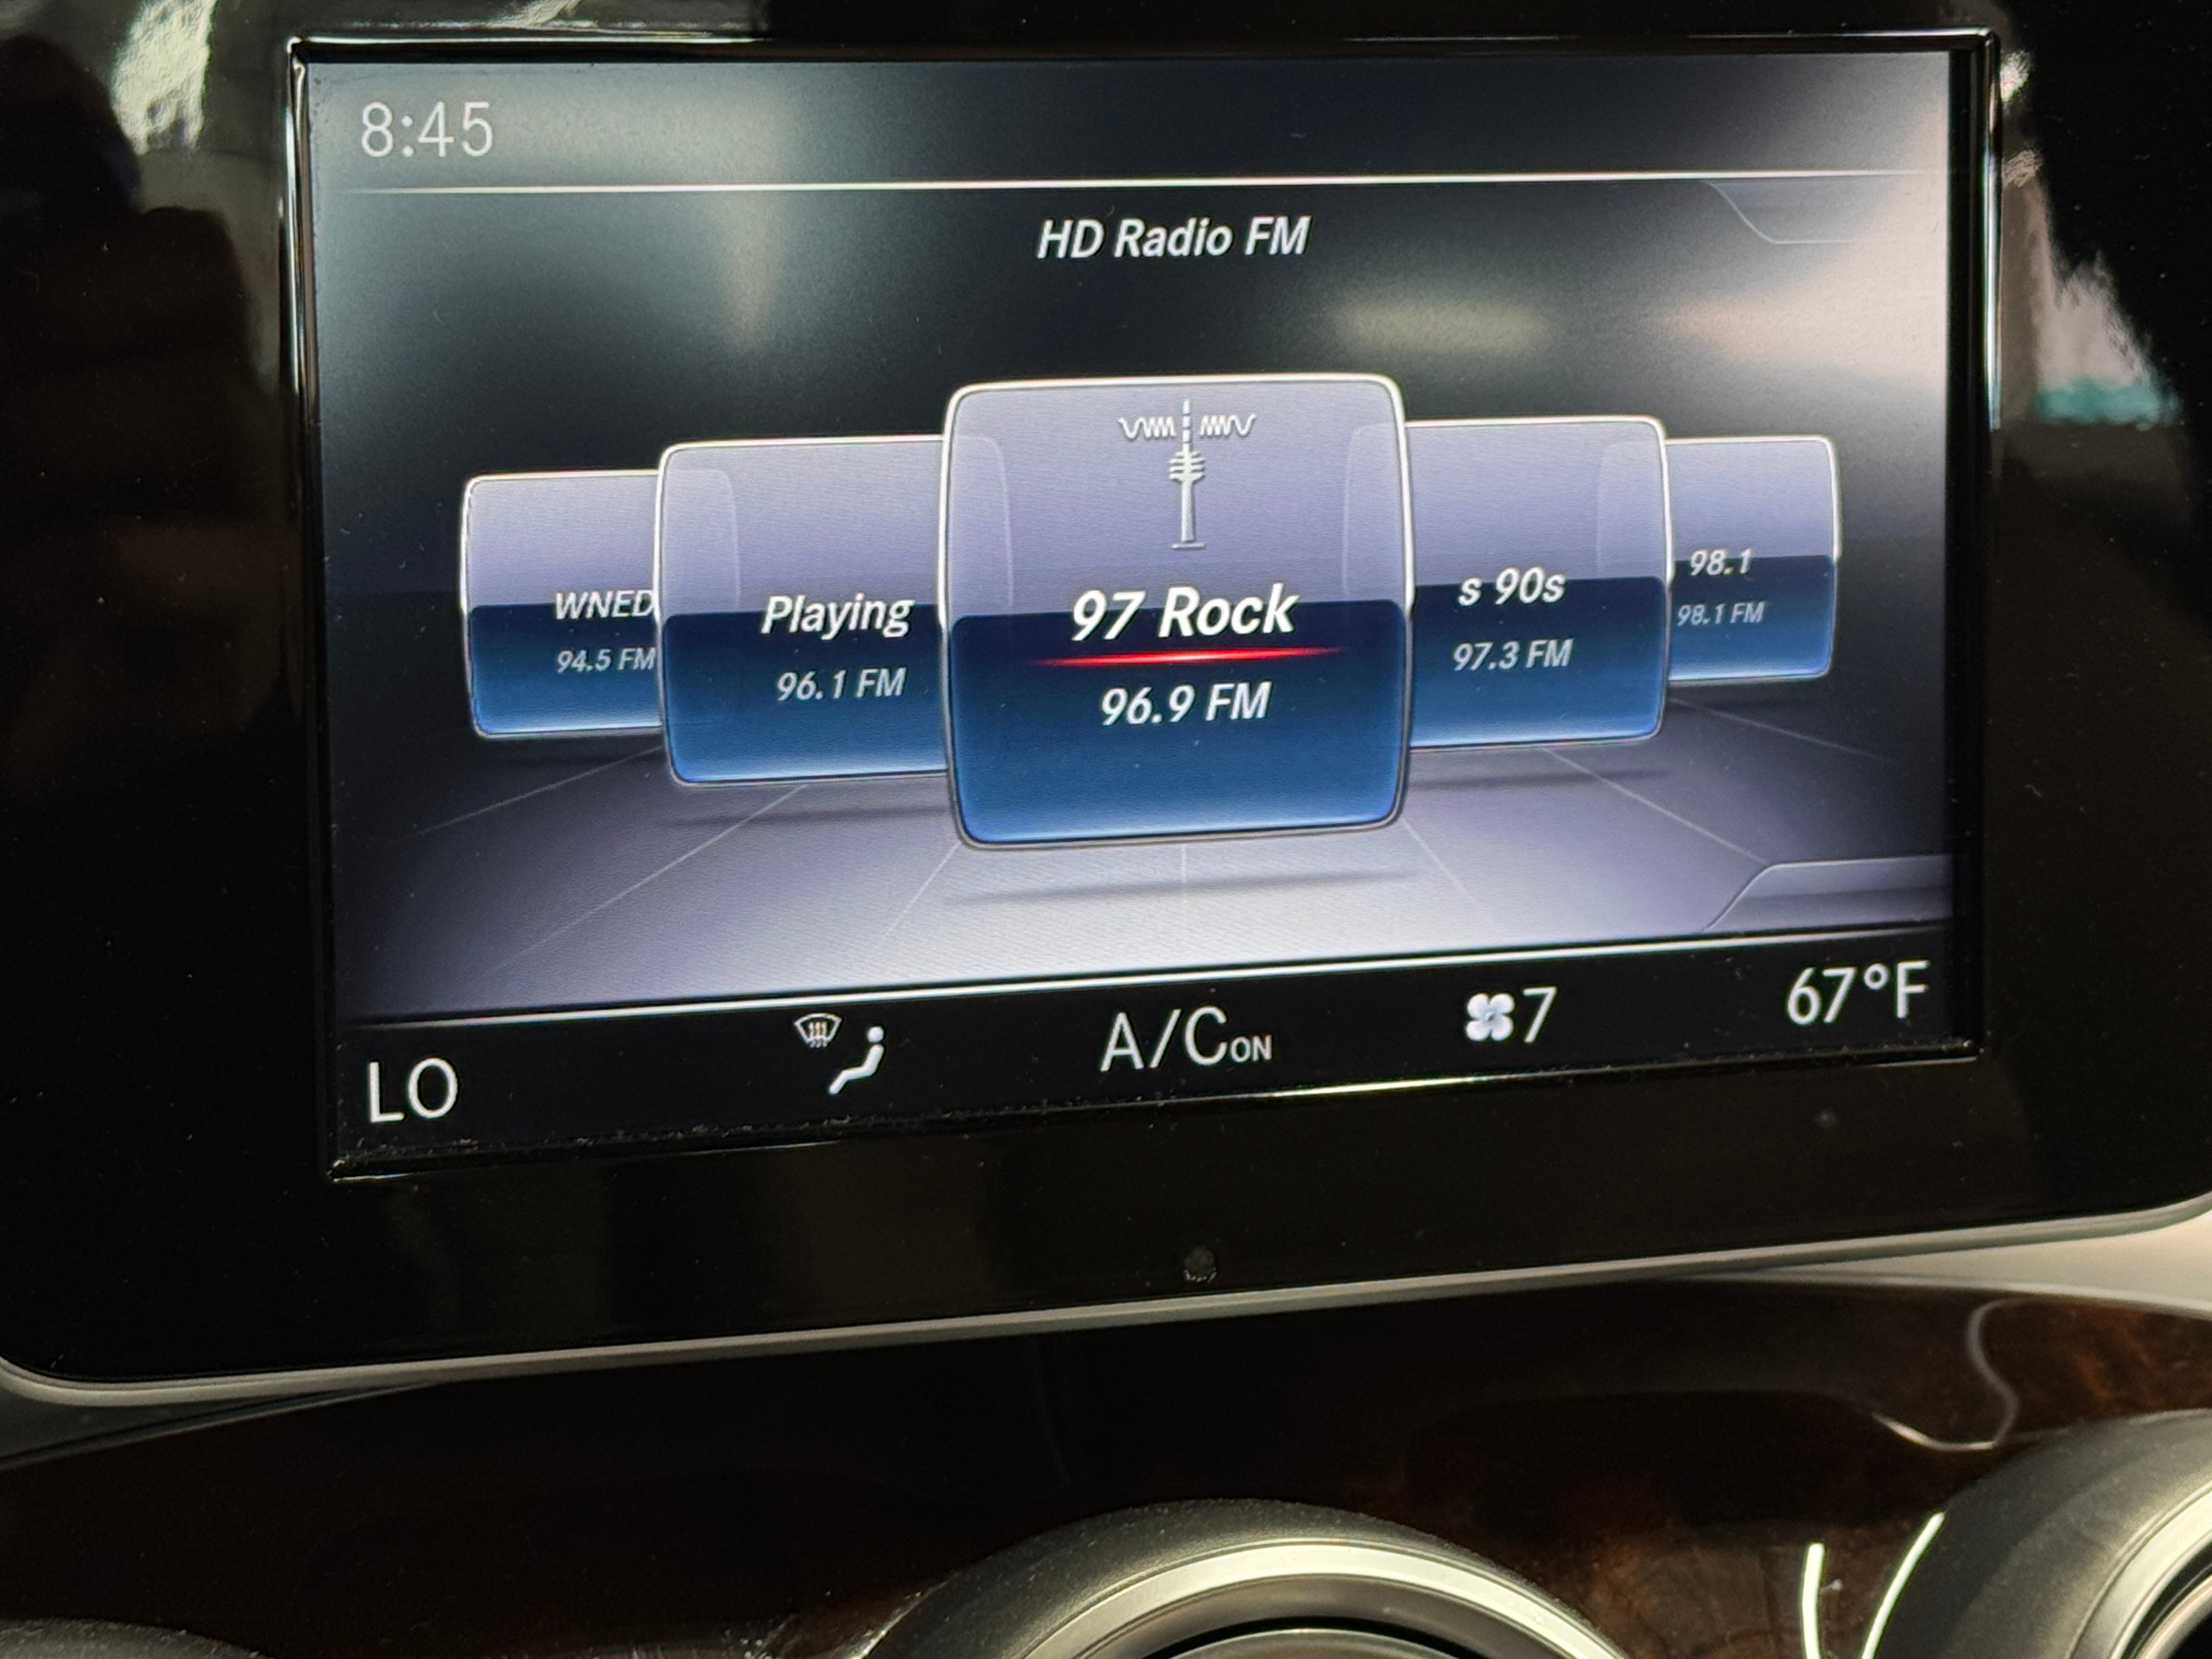 8:45
HD Radio FM
WNED
94.5 FM
Playing
96.1 FM
97 Rock
96.9 FM
s 90s
97.3 FM
98.1
98.1 FM
LO
A/C ON
7
67°F